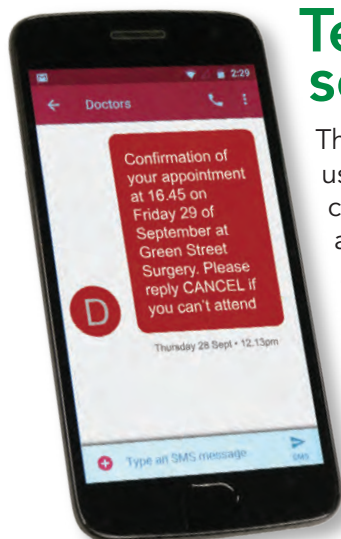 Te
se
Th
us
c
a
2:29
Doctors
Confirmation of
your appointment
at 16.45 on
Friday 29 of
September at
Green Street
Surgery. Please
reply CANCEL if
you can't attend
D
Thursday 28 Sept • 12.13pm
Type an SMS message
SMS